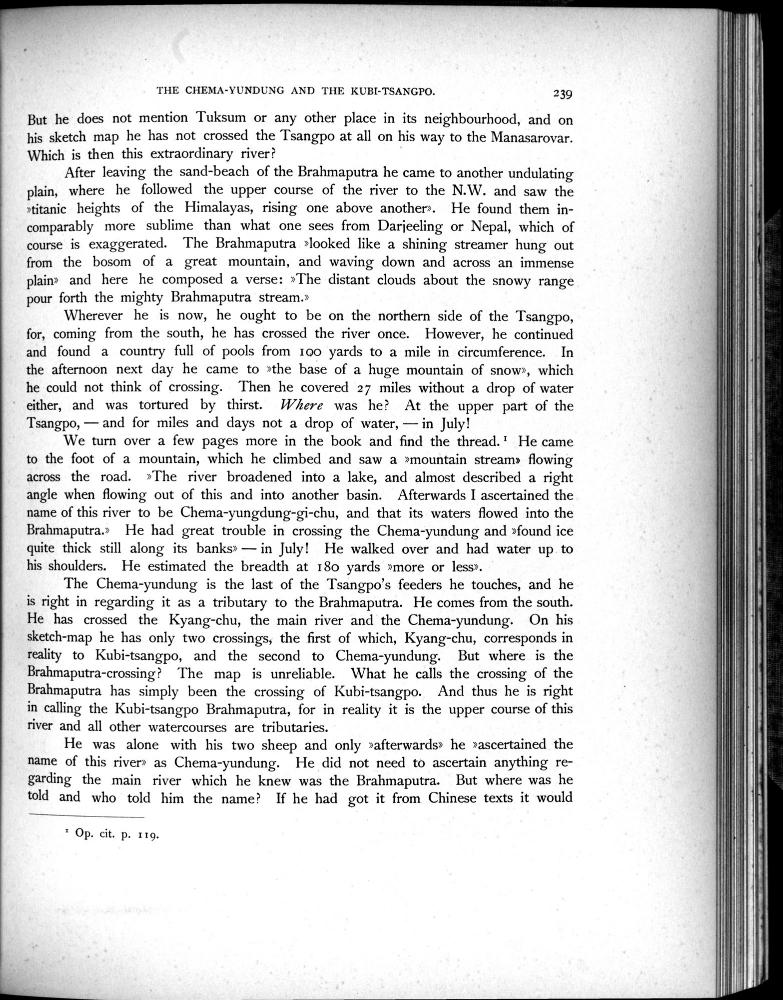 THE CHEMA-YUNDUNG AND THE KUBI-TSANGPO. 239
But he does not mention Tuksum or any other place in its neighbourhood, and on
his sketch map he has not crossed the Tsangpo at all on his way to the Manasarovar.
Which is then this extraordinary river?
After leaving the sand-beach of the Brahmaputra he came to another undulating
plain, where he followed the upper course of the river to the N.W. and saw the
»titanic heights of the Himalayas, rising one above another». He found them in-
comparably more sublime than what one sees from Darjeeling or Nepal, which of
course is exaggerated. The Brahmaputra »looked like a shining streamer hung out
from the bosom of a great mountain, and waving down and across an immense
plain» and here he composed a verse: »The distant clouds about the snowy range
pour forth the mighty Brahmaputra stream.»
Wherever he is now, he ought to be on the northern side of the Tsangpo,
for, coming from the south, he has crossed the river once. However, he continued
and found a country full of pools from 100 yards to a mile in circumference. In
the afternoon next day he came to »the base of a huge mountain of snow», which
he could not think of crossing. Then he covered 27 miles without a drop of water
either, and was tortured by thirst. Where was he? At the upper part of the
Tsangpo, — and for miles and days not a drop of water, — in July!
We turn over a few pages more in the book and find the thread.¹ He came
to the foot of a mountain, which he climbed and saw a »mountain stream» flowing
across the road. »The river broadened into a lake, and almost described a right
angle when flowing out of this and into another basin. Afterwards I ascertained the
name of this river to be Chema-yungdung-gi-chu, and that its waters flowed into the
Brahmaputra.» He had great trouble in crossing the Chema-yundung and »found ice
quite thick still along its banks» — in July! He walked over and had water up to
his shoulders. He estimated the breadth at 180 yards »more or less».
The Chema-yundung is the last of the Tsangpo's feeders he touches, and he
is right in regarding it as a tributary to the Brahmaputra. He comes from the south.
He has crossed the Kyang-chu, the main river and the Chema-yundung. On his
sketch-map he has only two crossings, the first of which, Kyang-chu, corresponds in
reality to Kubi-tsangpo, and the second to Chema-yundung. But where is the
Brahmaputra-crossing? The map is unreliable. What he calls the crossing of the
Brahmaputra has simply been the crossing of Kubi-tsangpo. And thus he is right
in calling the Kubi-tsangpo Brahmaputra, for in reality it is the upper course of this
river and all other watercourses are tributaries.
He was alone with his two sheep and only »afterwards» he »ascertained the
name of this river» as Chema-yundung. He did not need to ascertain anything re-
garding the main river which he knew was the Brahmaputra. But where was he
told and who told him the name? If he had got it from Chinese texts it would
¹ Op. cit. p. 119.